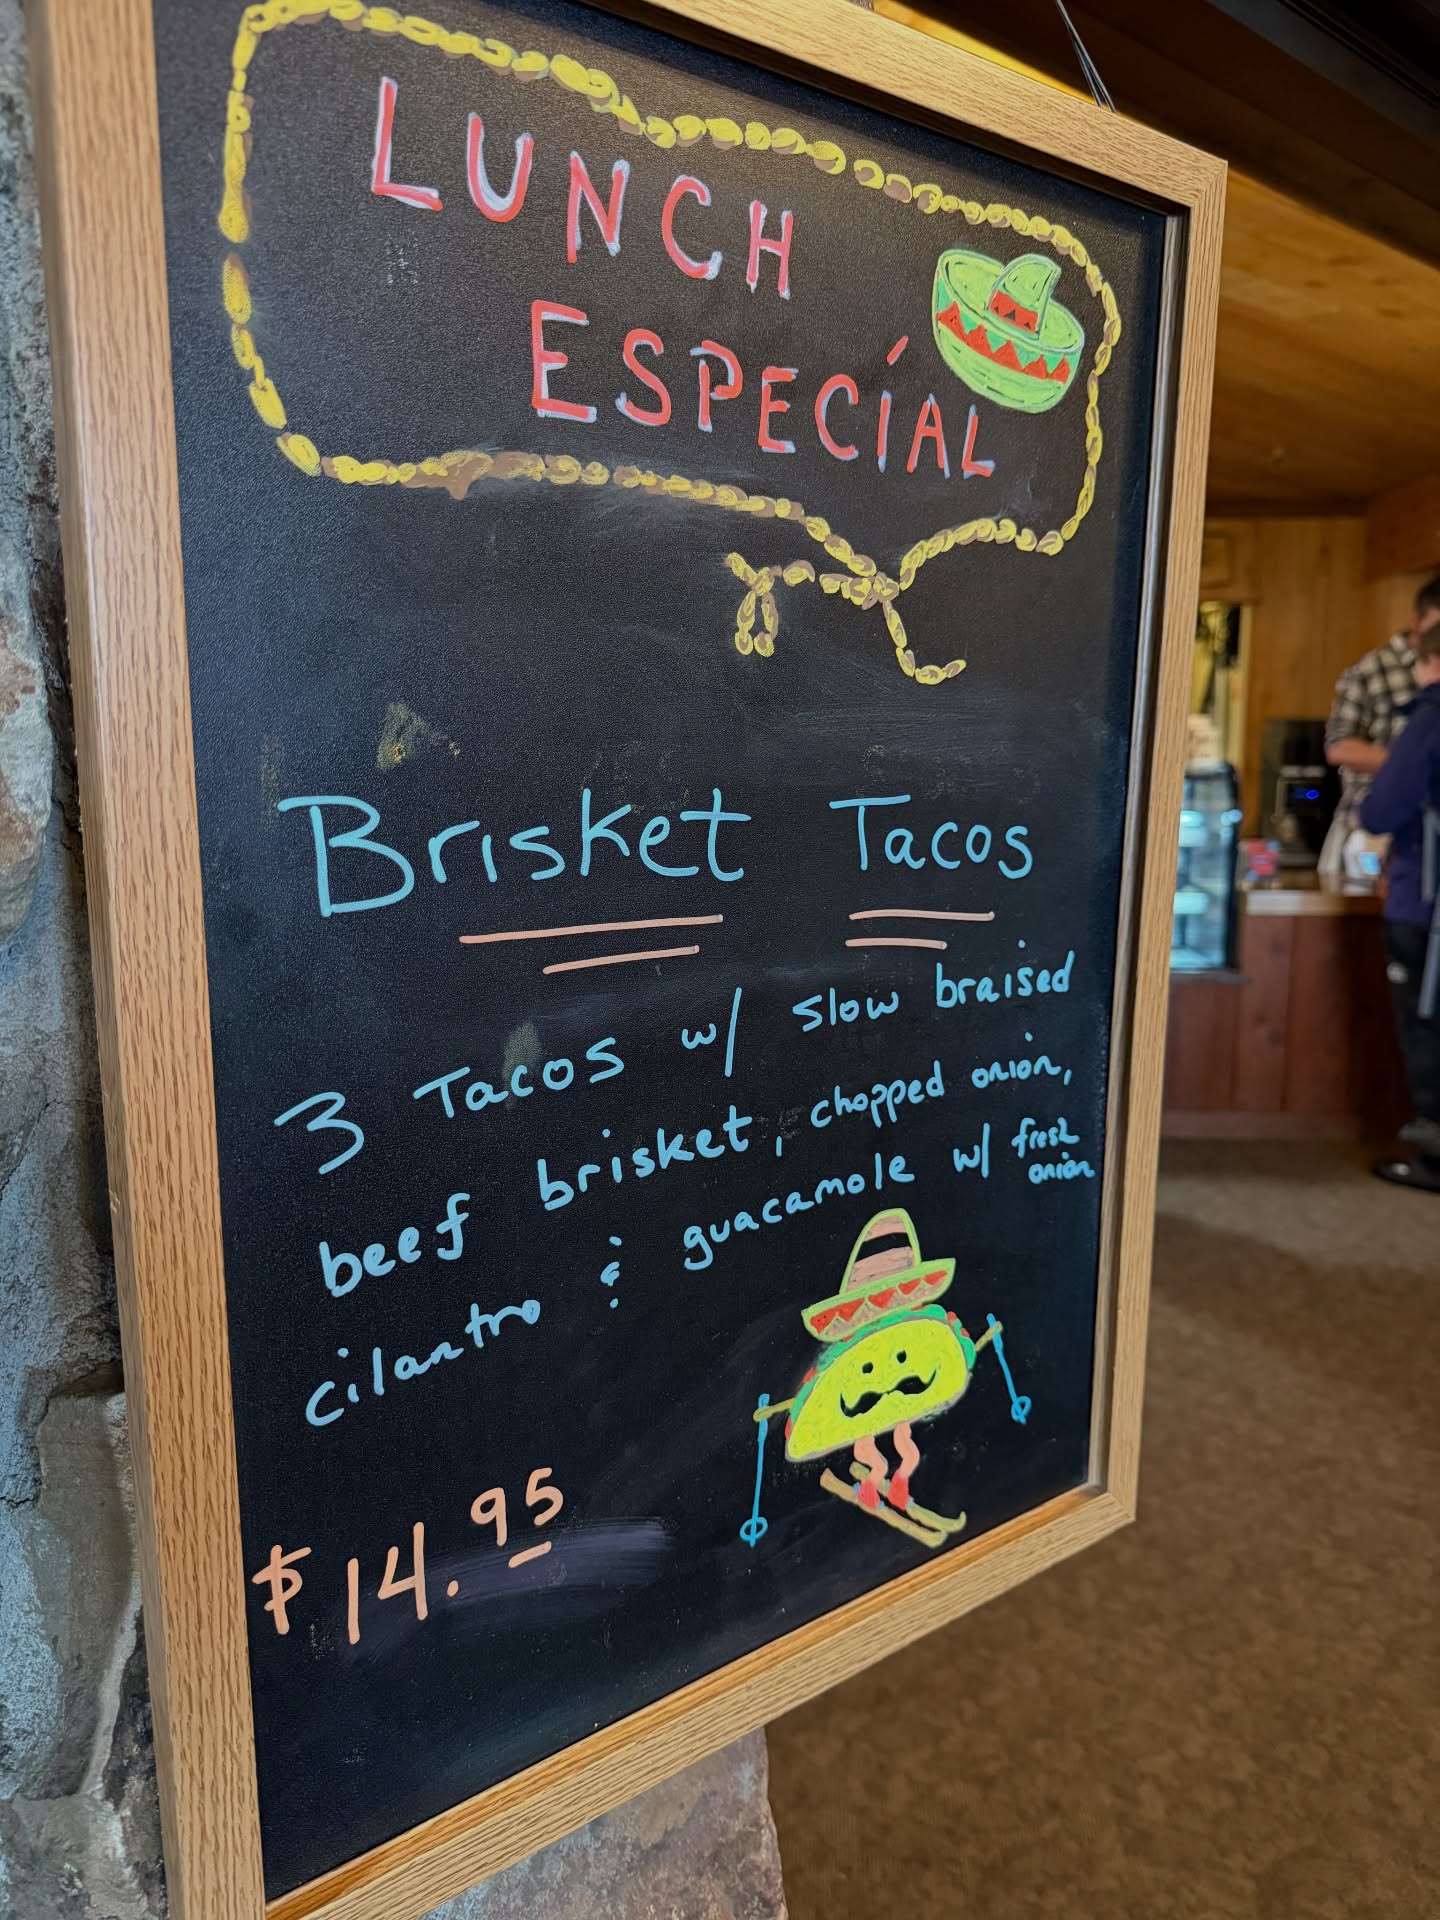 LUNCH
ESPECÍAL
Brisket Tacos
3 Tacos w/ slow braised
beef brisket, chopped onion,
cilantro & guacamole w/ fresh
onion
$14.95